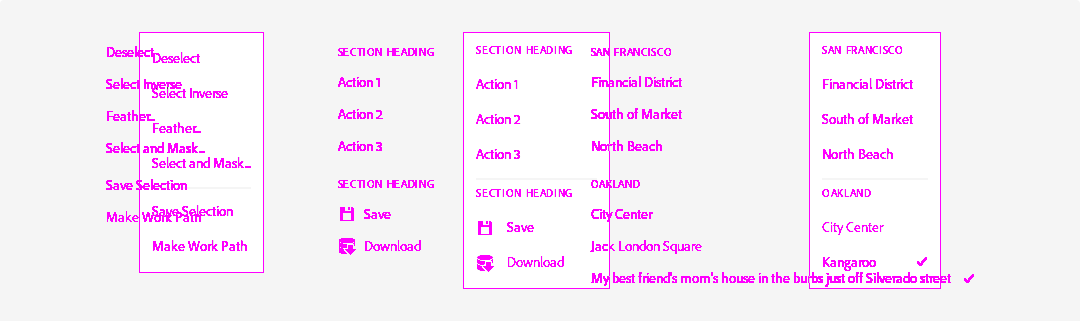 Deselect
Select Inverse
Feather...
Select and Mask...
Save Selection
Make Work Path
Deselect
Select Inverse
Feather...
Select and Mask...
Save Selection
Make Work Path
SECTION HEADING
Action 1
Action 2
Action 3
SECTION HEADING
Save
Download
SECTION HEADING
Action 1
Action 2
Action 3
SECTION HEADING
Save
Download
SAN FRANCISCO
Financial District
South of Market
North Beach
OAKLAND
City Center
Jack London Square
My best friend's mom's house in the burbs just off Silverado street
SAN FRANCISCO
Financial District
South of Market
North Beach
OAKLAND
City Center
Kangaroo